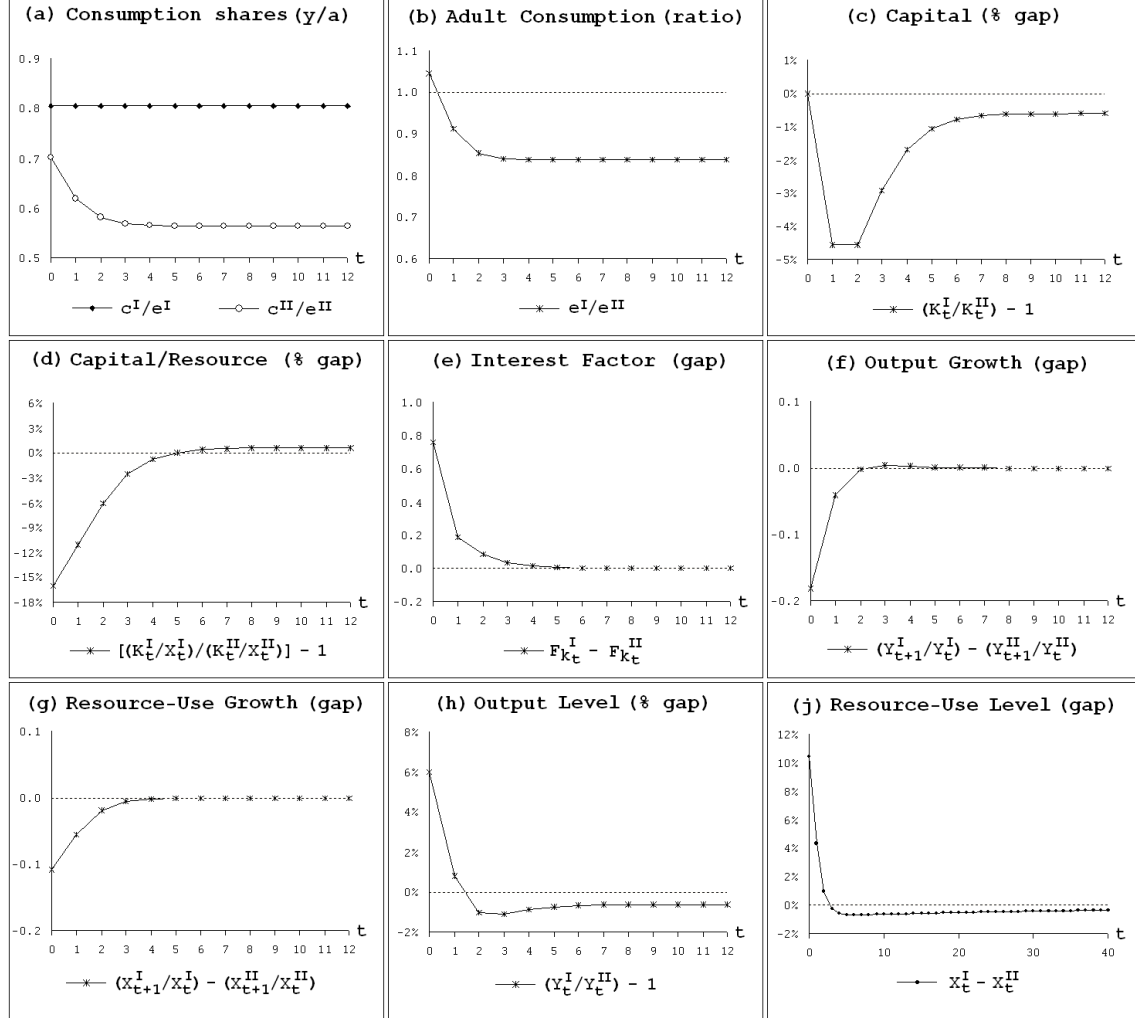 (a) Consumption shares (y/a)
0.9
0.8
0.7
0.6
0.5
0 1 2 3 4 5 6 7 8 9 10 11 12 t
c^I/e^I c^II/e^II
(b) Adult Consumption (ratio)
1.1
1.0
0.9
0.8
0.7
0.6
0 1 2 3 4 5 6 7 8 9 10 11 12 t
e^I/e^II
(c) Capital (% gap)
1%
0%
-1%
-2%
-3%
-4%
-5%
0 1 2 3 4 5 6 7 8 9 10 11 12 t
(K_t^I/K_t^II) - 1
(d) Capital/Resource (% gap)
6%
3%
0%
-3%
-6%
-9%
-12%
-15%
-18%
0 1 2 3 4 5 6 7 8 9 10 11 12 t
[(K_t^I/X_t^I)/(K_t^II/X_t^II)] - 1
(e) Interest Factor (gap)
1.0
0.8
0.6
0.4
0.2
0.0
-0.2
0 1 2 3 4 5 6 7 8 9 10 11 12 t
F_k_t^I - F_k_t^II
(f) Output Growth (gap)
0.1
0.0
-0.1
-0.2
0 1 2 3 4 5 6 7 8 9 10 11 12 t
(Y_t+1^I/Y_t^I) - (Y_t+1^II/Y_t^II)
(g) Resource-Use Growth (gap)
0.1
0.0
-0.1
-0.2
0 1 2 3 4 5 6 7 8 9 10 11 12 t
(X_t+1^I/X_t^I) - (X_t+1^II/X_t^II)
(h) Output Level (% gap)
8%
6%
4%
2%
0%
-2%
0 1 2 3 4 5 6 7 8 9 10 11 12 t
(Y_t^I/Y_t^II) - 1
(j) Resource-Use Level (gap)
12%
10%
8%
6%
4%
2%
0%
-2%
0 10 20 30 40 t
X_t^I - X_t^II